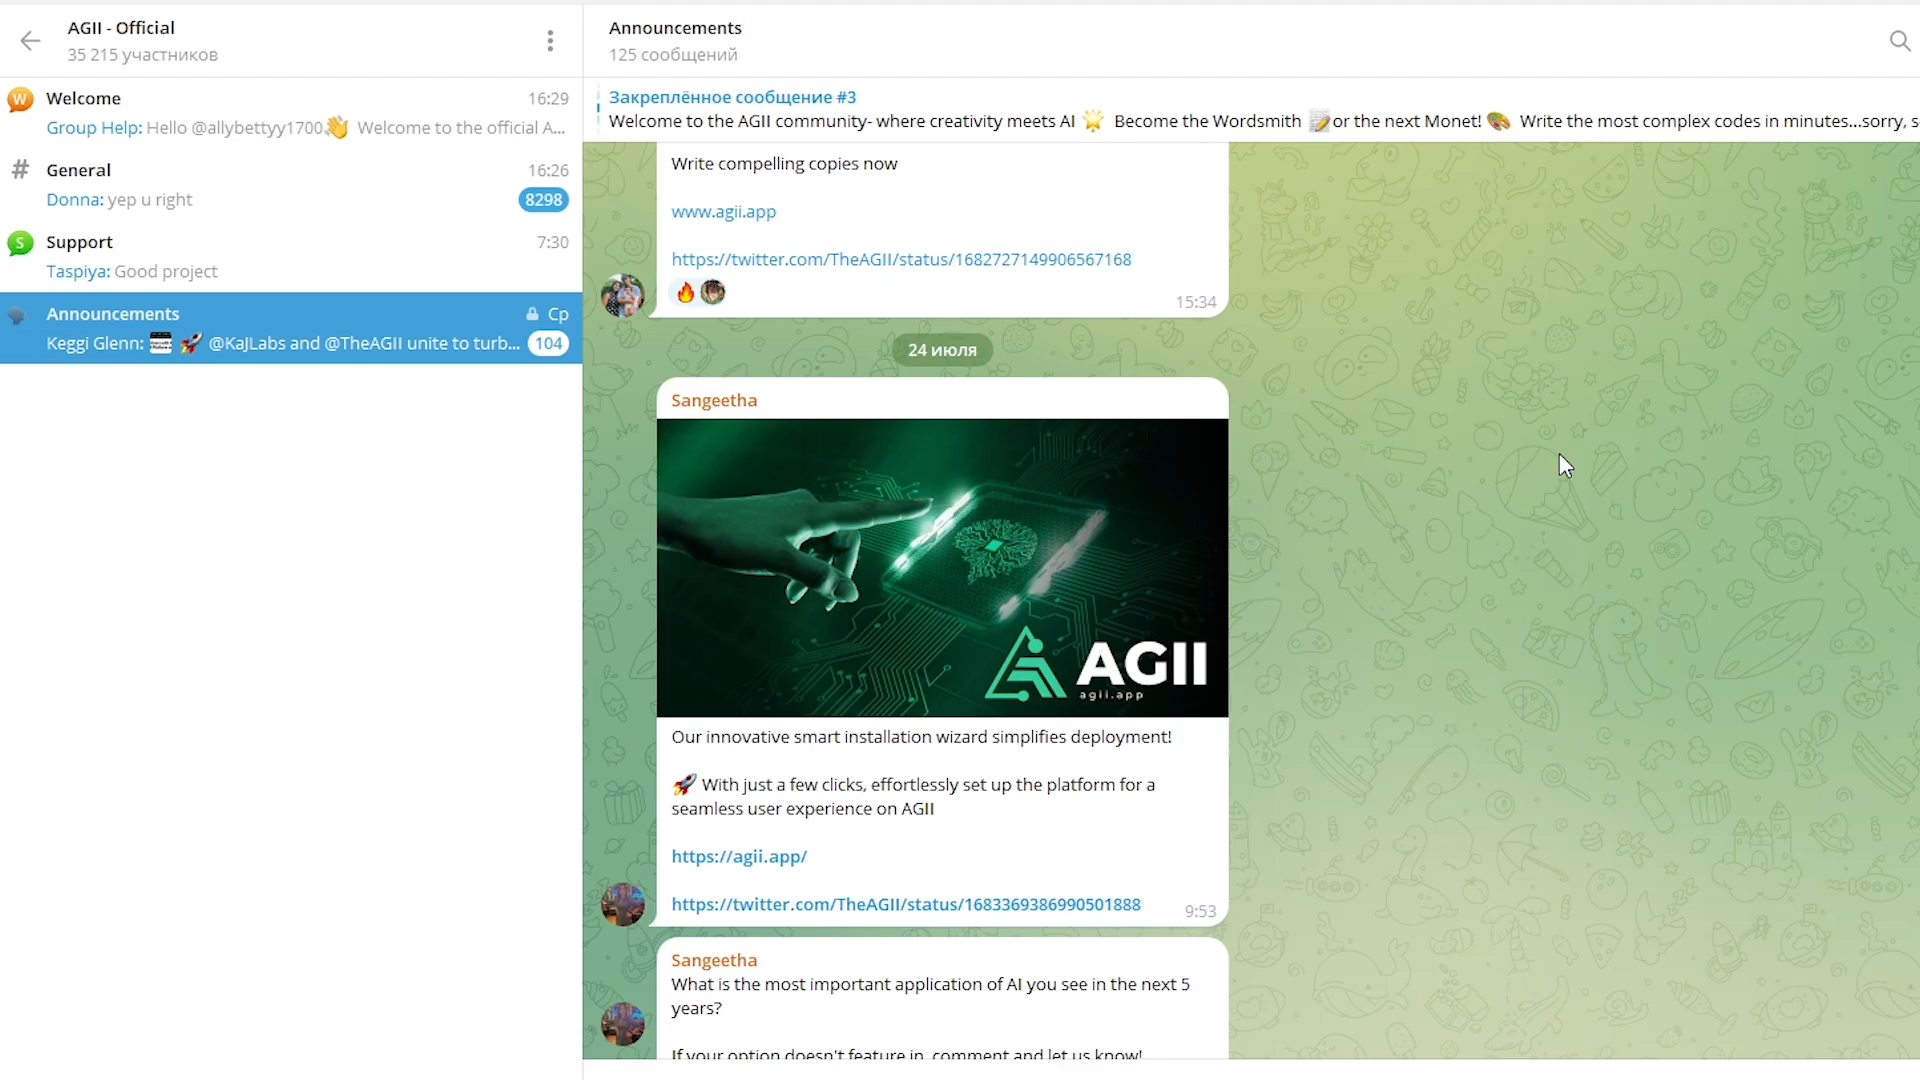 AGII - Official
35 215 участников
W
Welcome
16:29
Group Help: Hello @allybettyy1700👋 Welcome to the official A...
#
General
16:26
Donna: yep u right
8298
S
Support
7:30
Taspiya: Good project
Announcements
Ср
Keggi Glenn: 🚀 @KaJLabs and @TheAGII unite to turb...
104
Announcements
125 сообщений
Закреплённое сообщение #3
Welcome to the AGII community- where creativity meets AI 🌟 Become the Wordsmith 📝or the next Monet! 🎨 Write the most complex codes in minutes...sorry, s
Write compelling copies now
www.agii.app
https://twitter.com/TheAGII/status/1682727149906567168
🔥
15:34
24 июля
Sangeetha
AGII
agii.app
Our innovative smart installation wizard simplifies deployment!
🚀 With just a few clicks, effortlessly set up the platform for a
seamless user experience on AGII
https://agii.app/
https://twitter.com/TheAGII/status/1683369386990501888
9:53
Sangeetha
What is the most important application of AI you see in the next 5
years?
If your option doesn't feature in, comment and let us know!